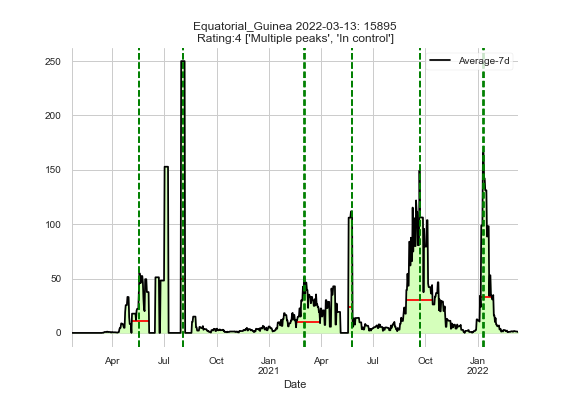 Equatorial_Guinea 2022-03-13: 15895
Rating:4 ['Multiple peaks', 'In control']
Average-7d
250
200
150
100
50
0
Apr Jul Oct Jan Apr Jul Oct Jan
2021 2022
Date